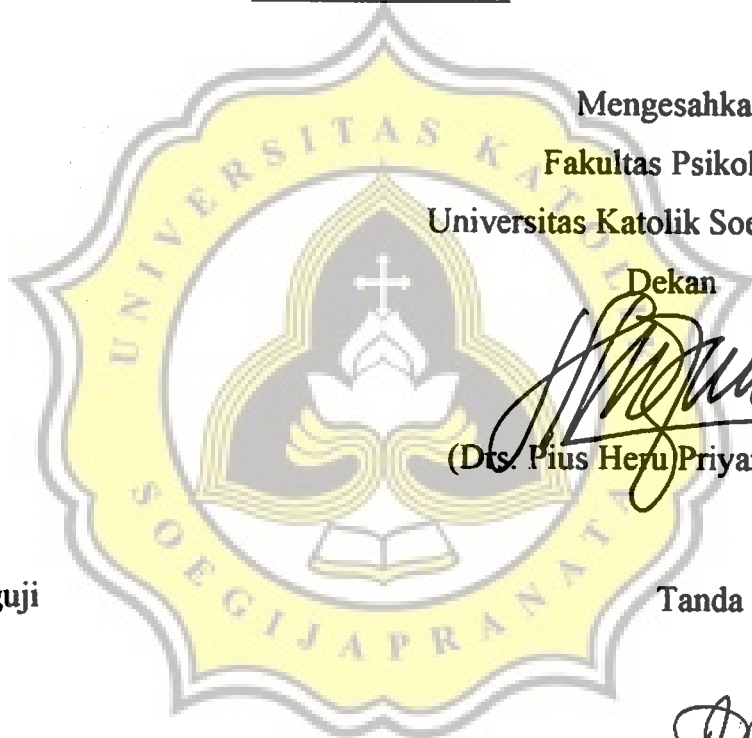 Mengesahka
Fakultas Psikol
Universitas Katolik Soe
Dekan
(Drs. Pius Heru Priya
guji
Tanda
UNIVERSITAS KATOLIK
SOEGIJAPRANATA